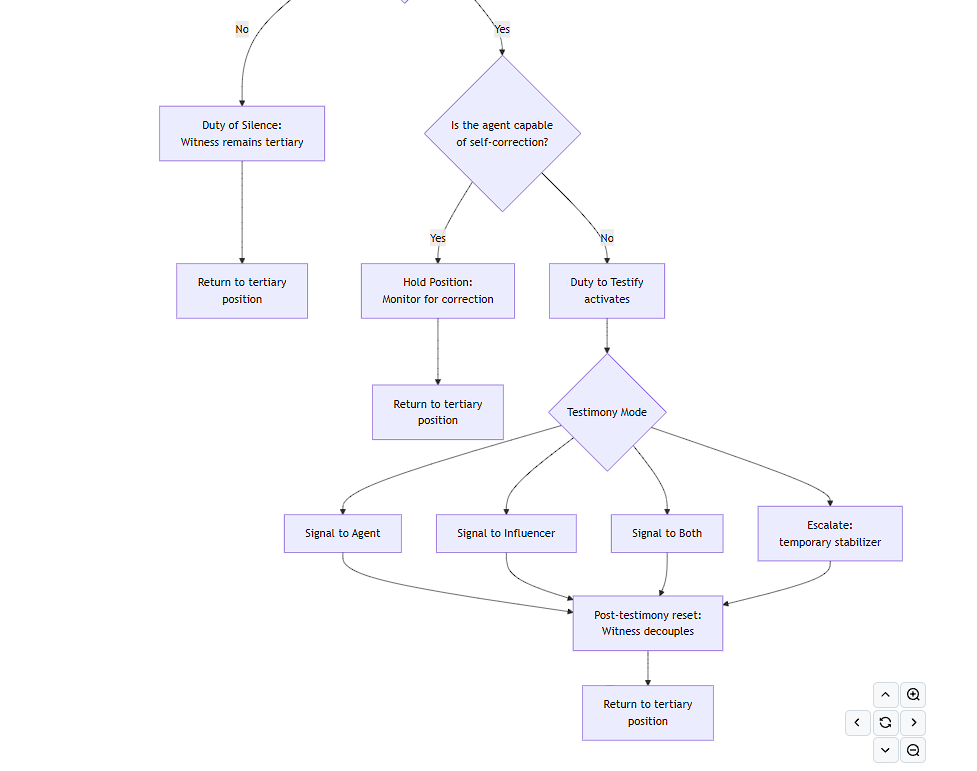 No
Yes
Duty of Silence:
Witness remains tertiary
Is the agent capable
of self-correction?
Yes
No
Return to tertiary
position
Hold Position:
Monitor for correction
Duty to Testify
activates
Return to tertiary
position
Testimony Mode
Signal to Agent
Signal to Influencer
Signal to Both
Escalate:
temporary stabilizer
Post-testimony reset:
Witness decouples
Return to tertiary
position